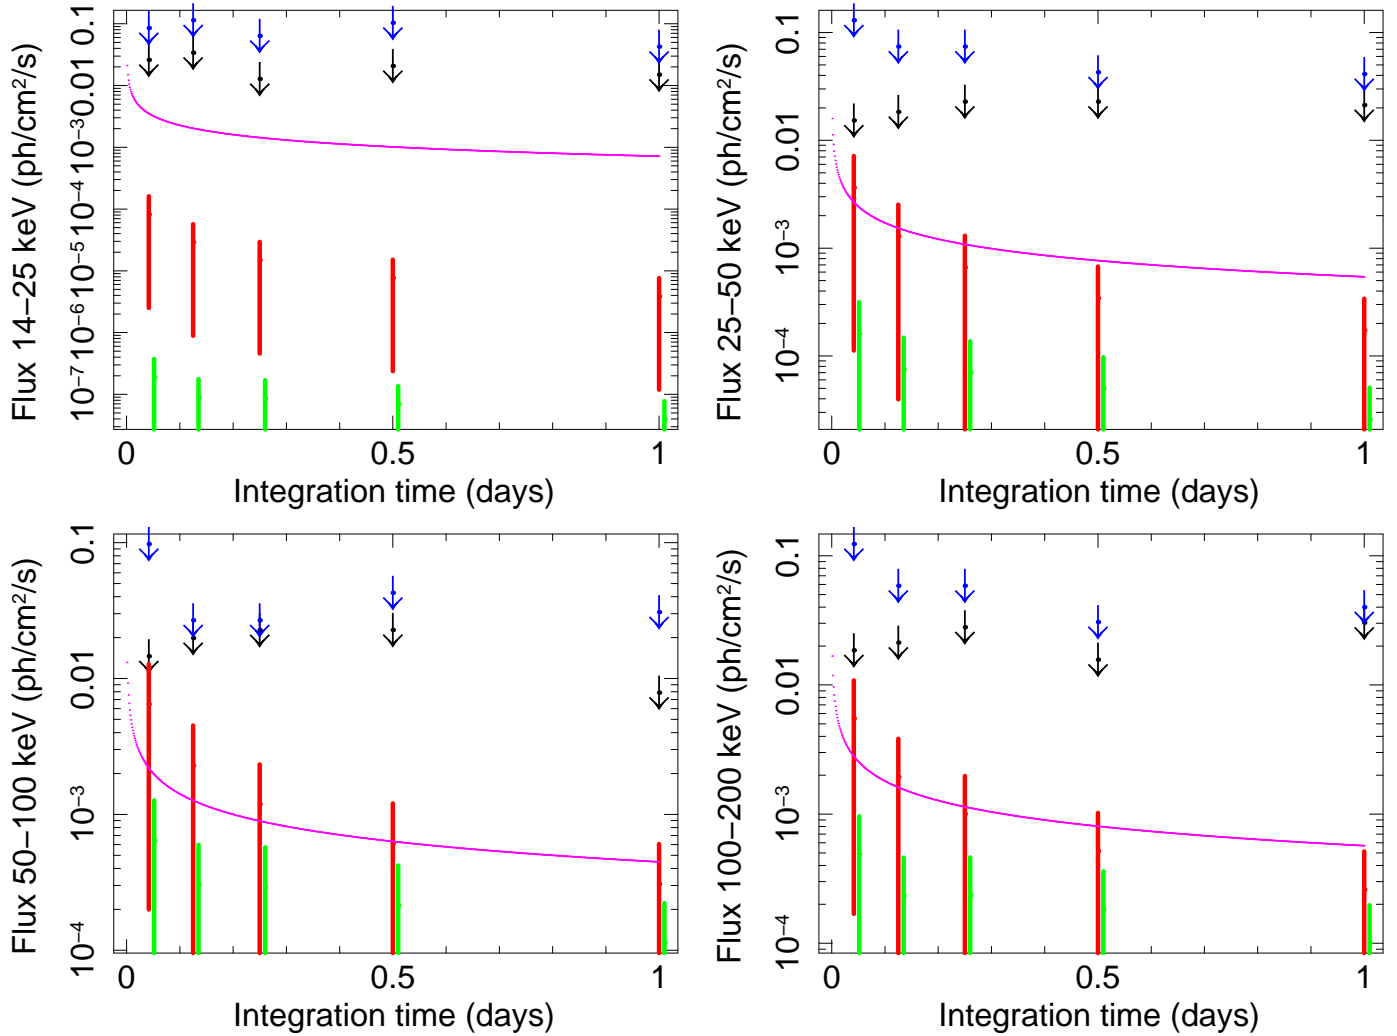 Flux 14–25 keV (ph/cm²/s)
0.1
0.01
10⁻³
10⁻⁴
10⁻⁵
10⁻⁶
10⁻⁷
0 0.5 1
Integration time (days)
Flux 25–50 keV (ph/cm²/s)
0.1
0.01
10⁻³
10⁻⁴
0 0.5 1
Integration time (days)
Flux 50–100 keV (ph/cm²/s)
0.1
0.01
10⁻³
10⁻⁴
0 0.5 1
Integration time (days)
Flux 100–200 keV (ph/cm²/s)
0.1
0.01
10⁻³
10⁻⁴
0 0.5 1
Integration time (days)